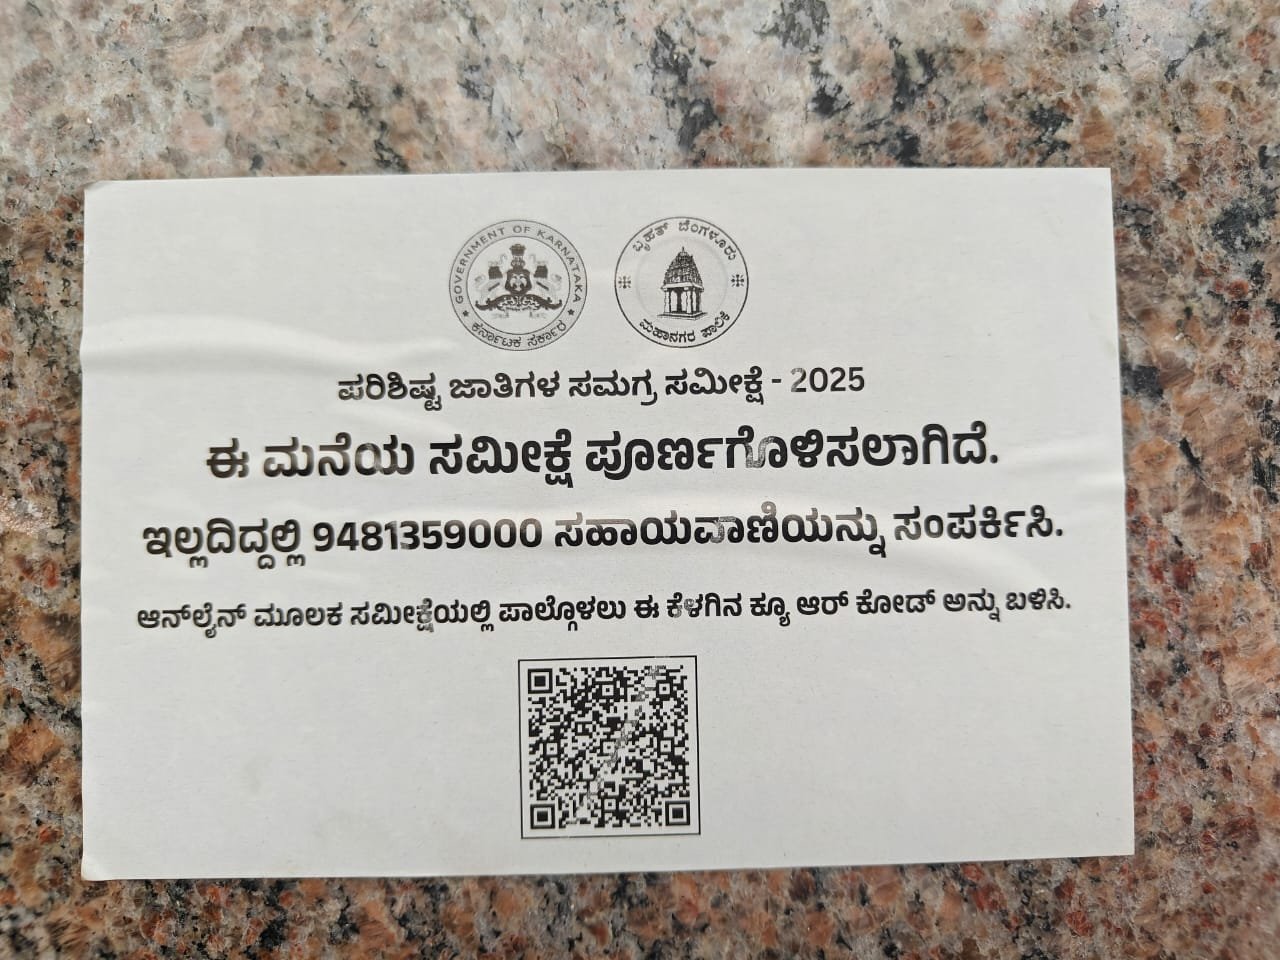 GOVERNMENT OF KARNATAKA
ಕರ್ನಾಟಕ ಸರ್ಕಾರ
ಬೃಹತ್ ಬೆಂಗಳೂರು
ಮಹಾನಗರ ಪಾಲಿಕೆ
ಪರಿಶಿಷ್ಟ ಜಾತಿಗಳ ಸಮಗ್ರ ಸಮೀಕ್ಷೆ - 2025
ಈ ಮನೆಯ ಸಮೀಕ್ಷೆ ಪೂರ್ಣಗೊಳಿಸಲಾಗಿದೆ.
ಇಲ್ಲದಿದ್ದಲ್ಲಿ 9481359000 ಸಹಾಯವಾಣಿಯನ್ನು ಸಂಪರ್ಕಿಸಿ.
ಆನ್‌ಲೈನ್ ಮೂಲಕ ಸಮೀಕ್ಷೆಯಲ್ಲಿ ಪಾಲ್ಗೊಳಲು ಈ ಕೆಳಗಿನ ಕ್ಯೂ ಆರ್ ಕೋಡ್ ಅನ್ನು ಬಳಿಸಿ.